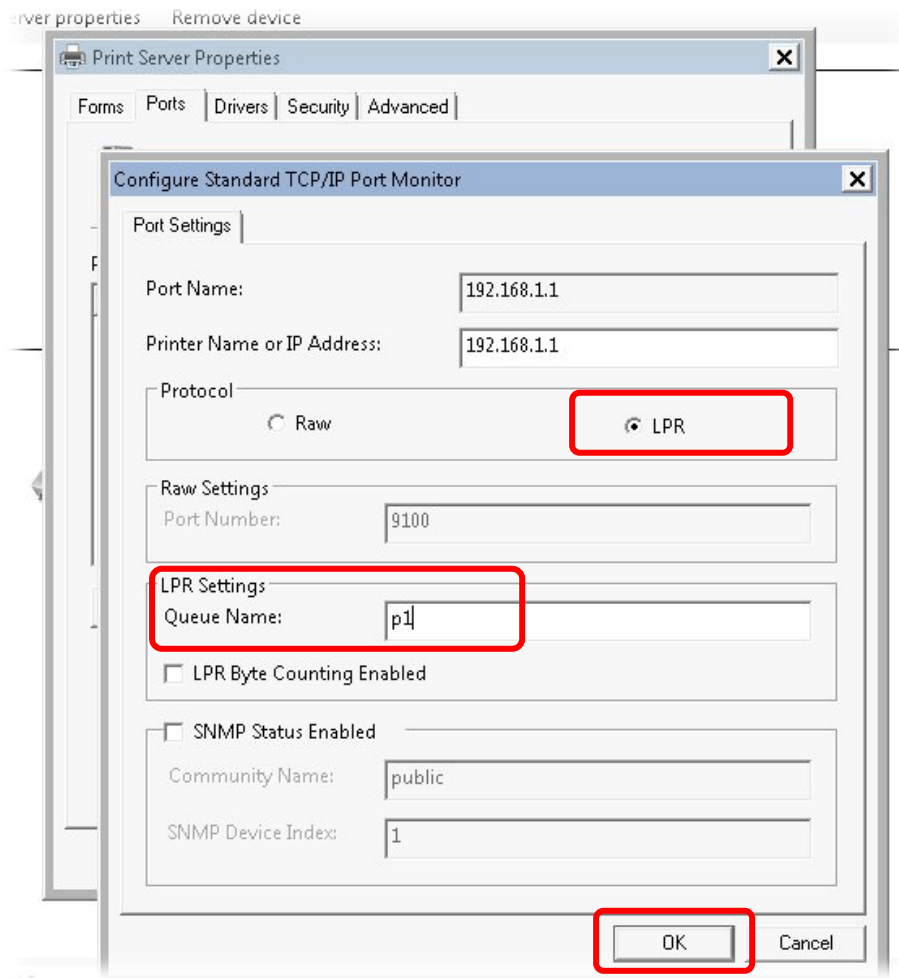 erver properties Remove device
Print Server Properties
Forms Ports Drivers Security Advanced
Configure Standard TCP/IP Port Monitor
Port Settings
Port Name: 192.168.1.1
Printer Name or IP Address: 192.168.1.1
Protocol
Raw LPR
Raw Settings
Port Number: 9100
LPR Settings
Queue Name: p1
LPR Byte Counting Enabled
SNMP Status Enabled
Community Name: public
SNMP Device Index: 1
OK Cancel